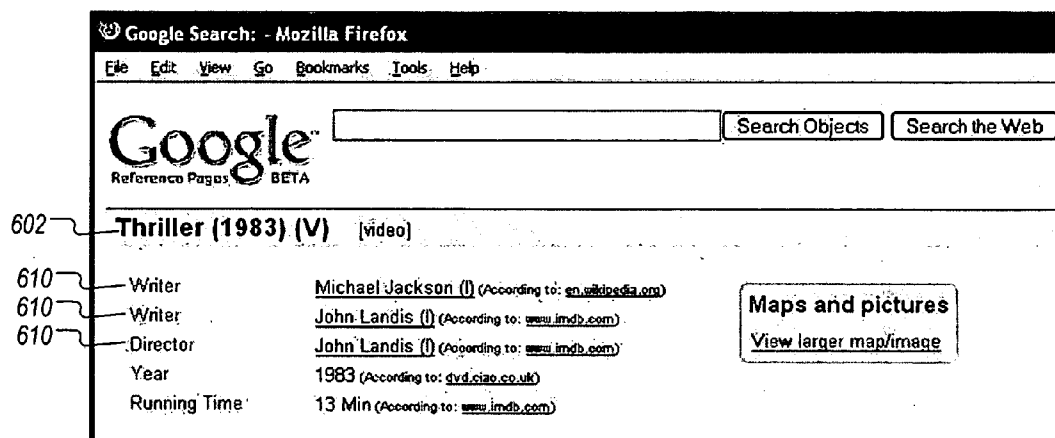 Google Search: - Mozilla Firefox
File Edit View Go Bookmarks Tools Help
Google™
Reference Pages BETA
Search Objects Search the Web
602 Thriller (1983) (V) [video]
610 Writer Michael Jackson (I) (According to: en.wikipedia.org)
610 Writer John Landis (I) (According to: www.imdb.com)
610 Director John Landis (I) (According to: www.imdb.com)
Year 1983 (According to: dvd.ciao.co.uk)
Running Time 13 Min (According to: www.imdb.com)
Maps and pictures
View larger map/image